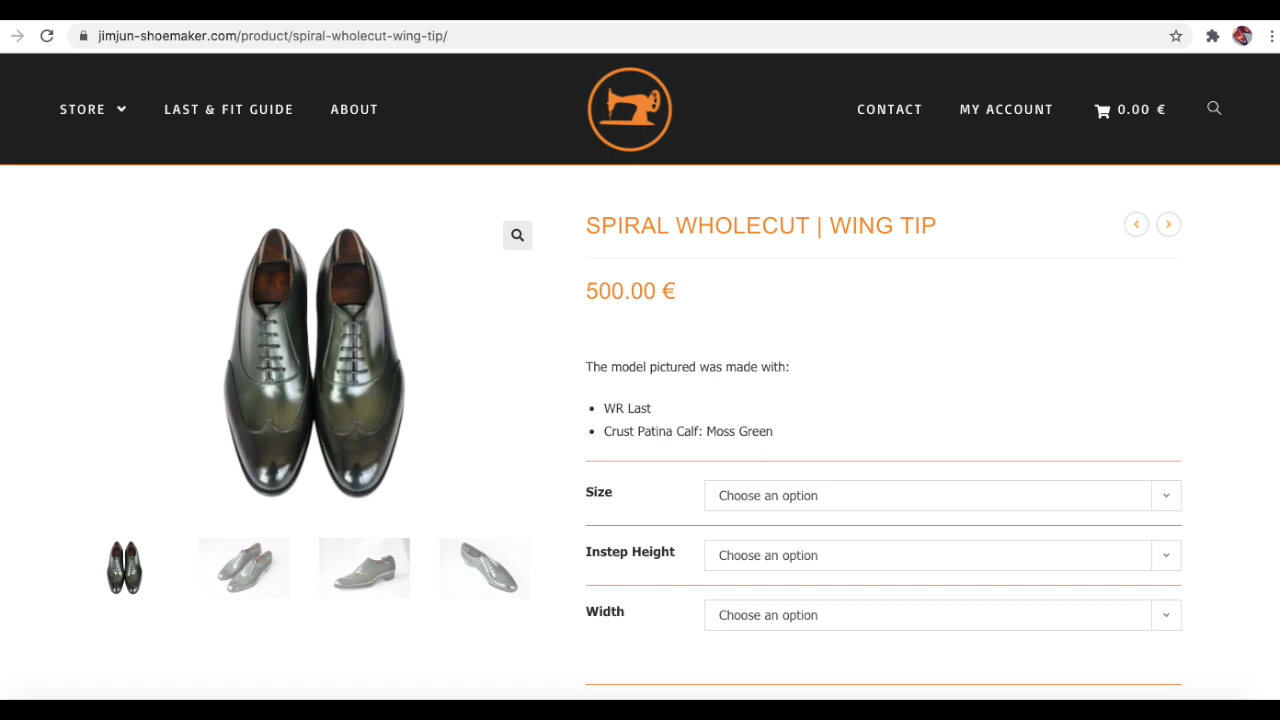 jimjun-shoemaker.com/product/spiral-wholecut-wing-tip/
STORE LAST & FIT GUIDE ABOUT CONTACT MY ACCOUNT 0.00 €
SPIRAL WHOLECUT | WING TIP
500.00 €
The model pictured was made with:
• WR Last
• Crust Patina Calf: Moss Green
Size Choose an option
Instep Height Choose an option
Width Choose an option